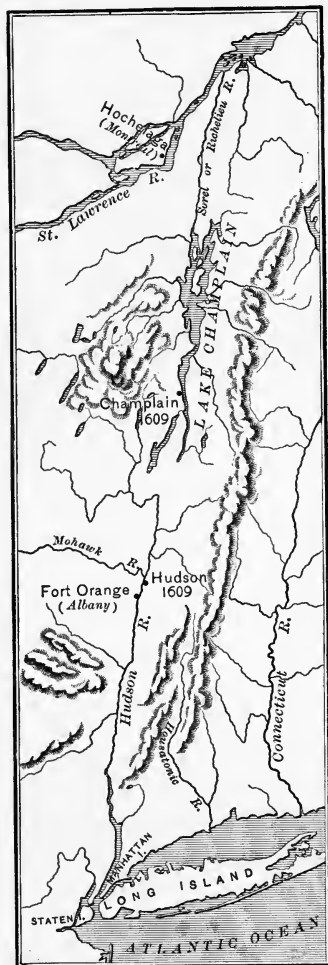 Hochelaga
(Montreal)
St. Lawrence R.
Sorel or Richelieu R.
LAKE CHAMPLAIN
Champlain
1609
Mohawk R.
Hudson
1609
Fort Orange
(Albany)
Hudson R.
Connecticut R.
Housatonic R.
MANHATTAN I.
LONG ISLAND
STATEN I.
ATLANTIC OCEAN